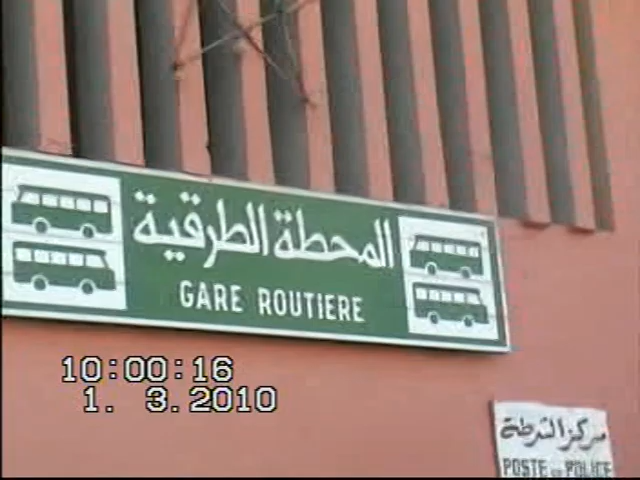 المحطة الطرقية
GARE ROUTIERE
10:00:16
1. 3.2010
مركز الشرطة
POSTE DE POLICE